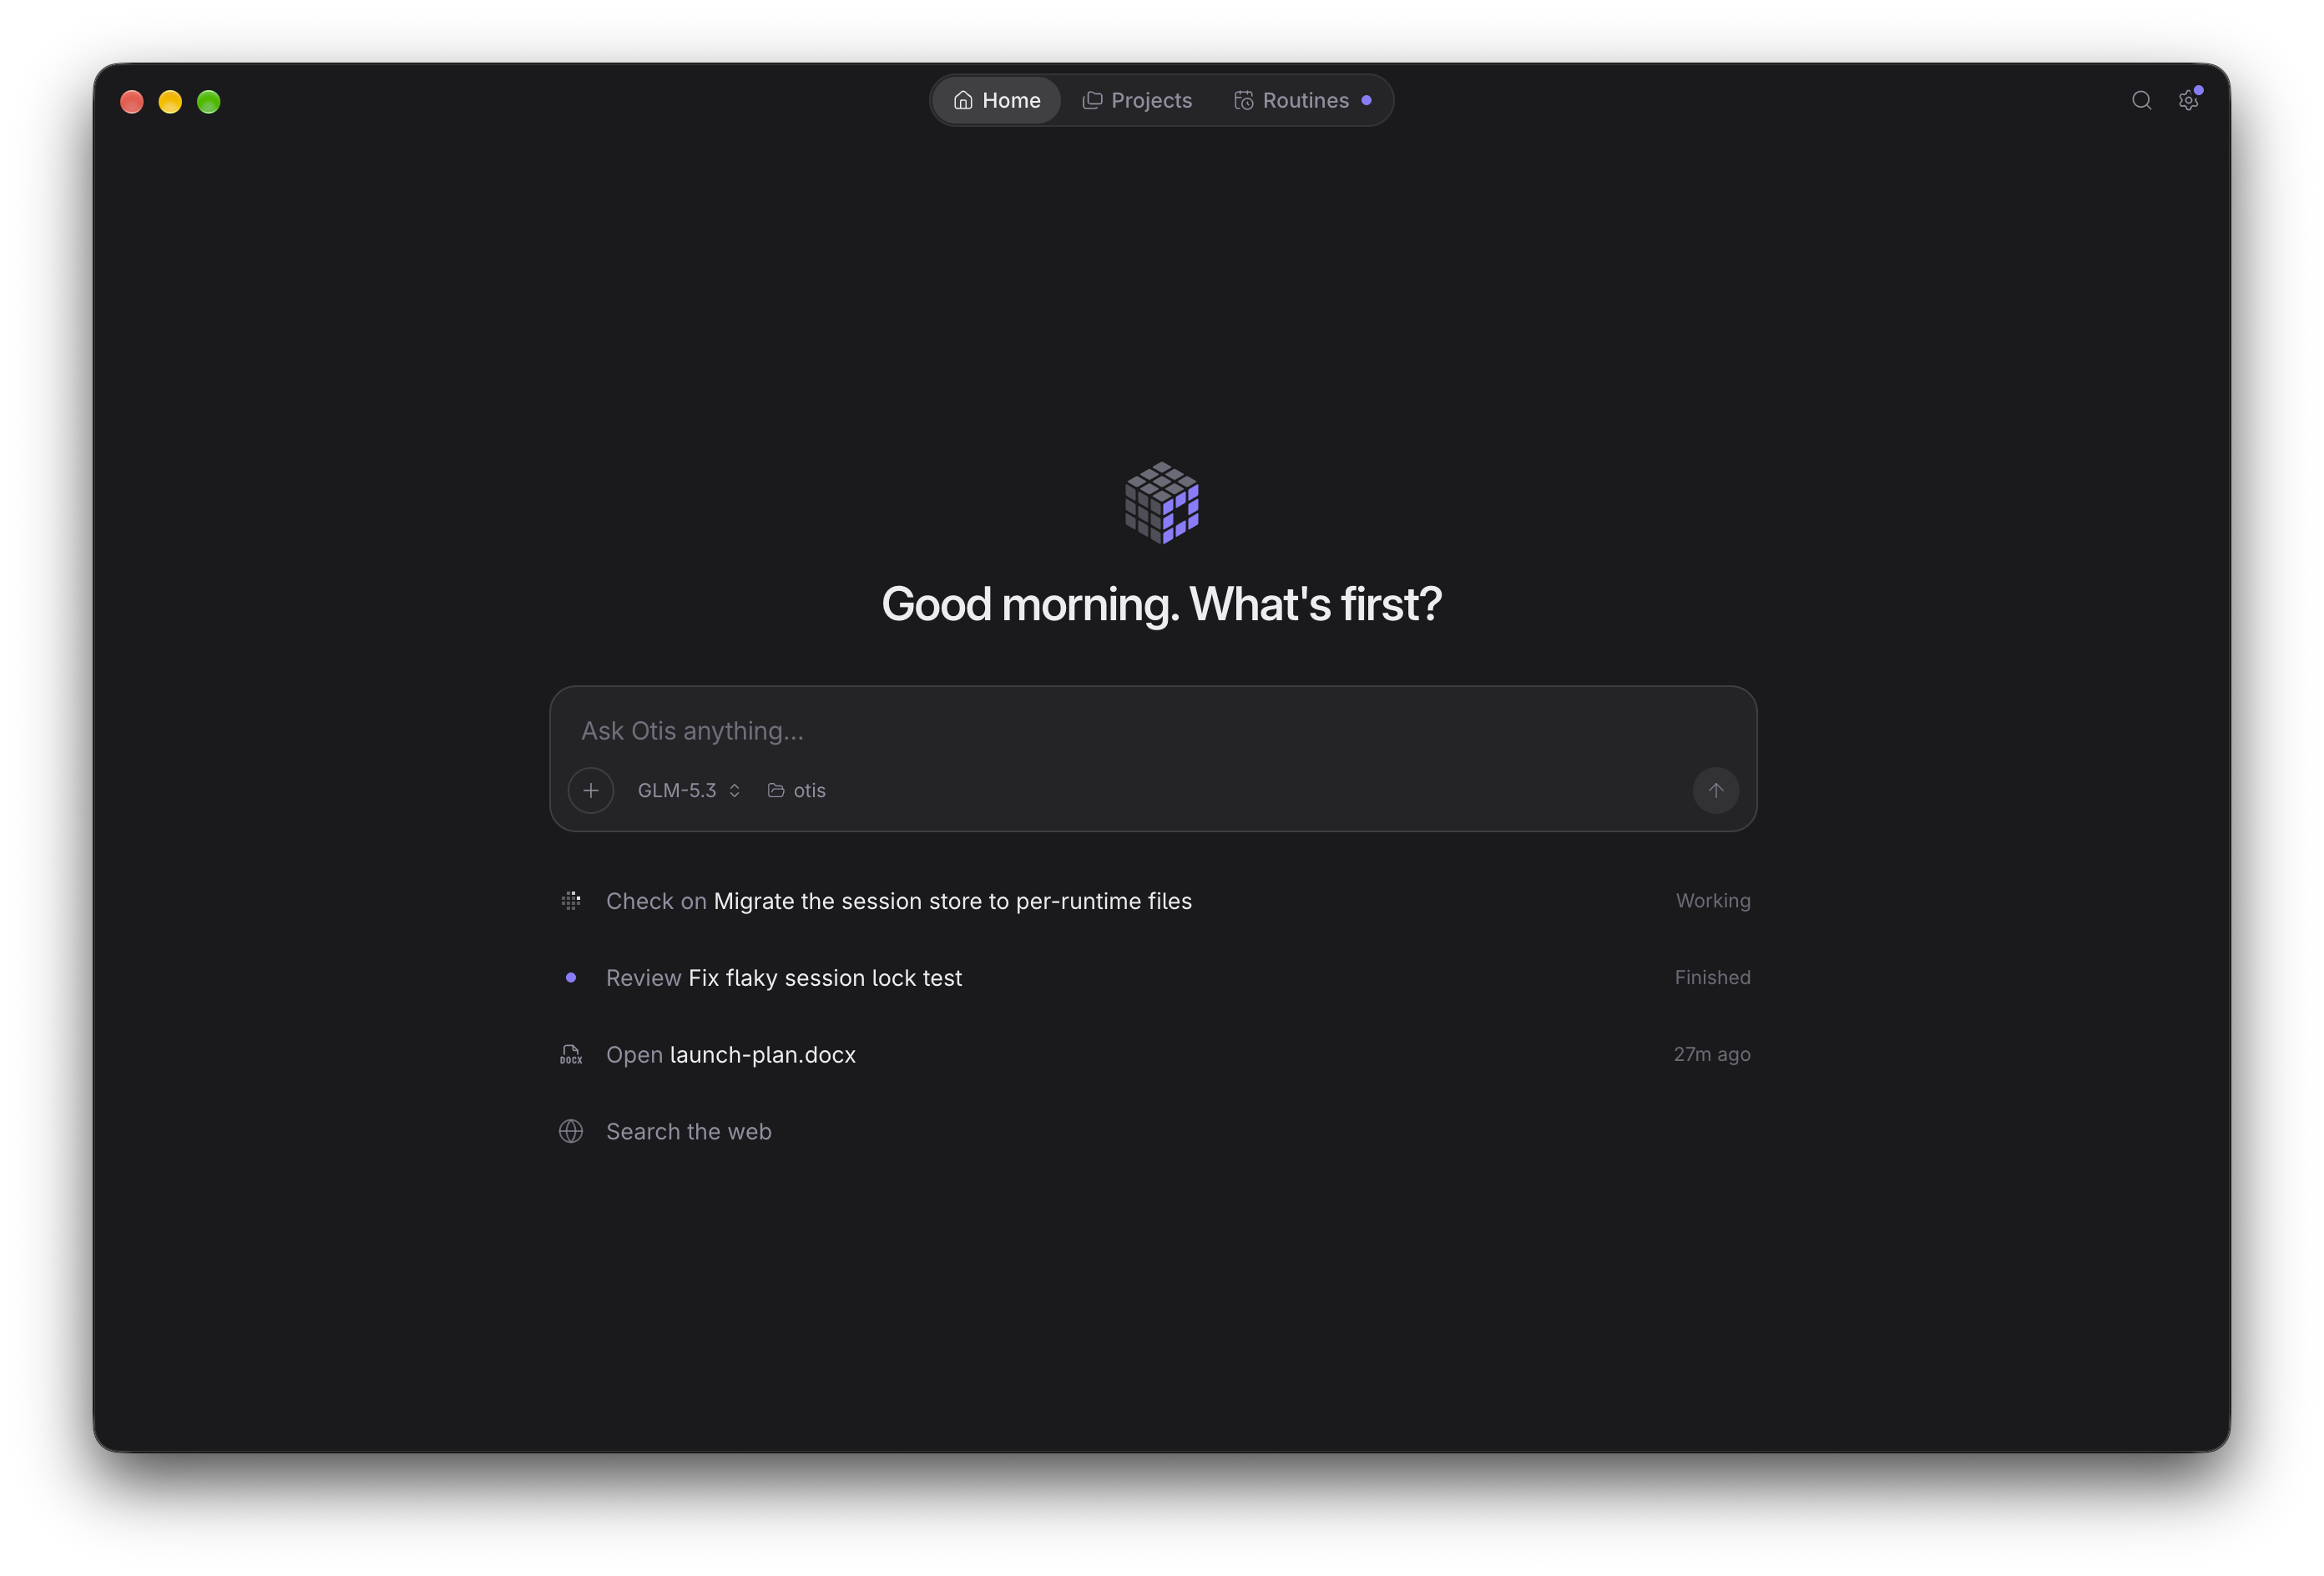 Home Projects Routines
Good morning. What's first?
Ask Otis anything...
GLM-5.3 otis
Check on Migrate the session store to per-runtime files Working
Review Fix flaky session lock test Finished
DOCX Open launch-plan.docx 27m ago
Search the web